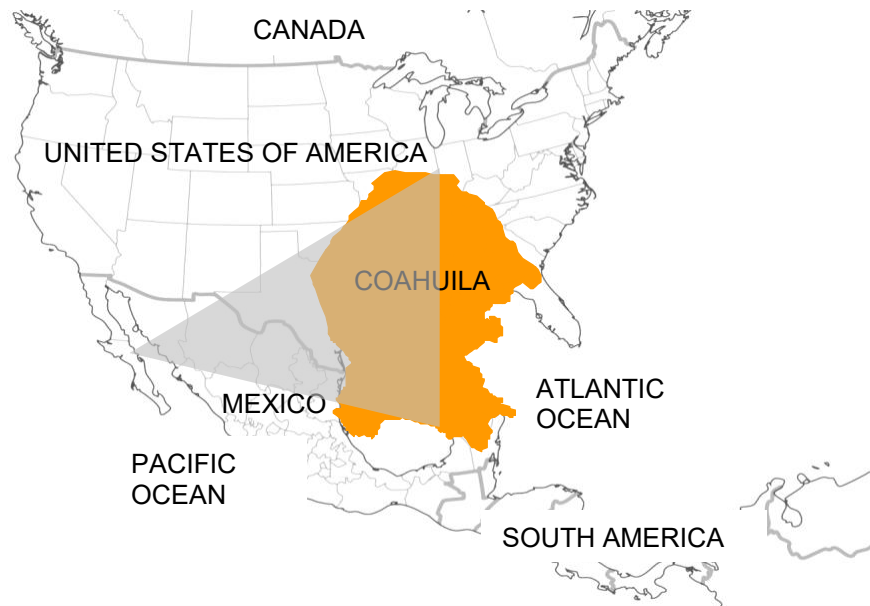 CANADA
UNITED STATES OF AMERICA
COAHUILA
ATLANTIC
OCEAN
MEXICO
PACIFIC
OCEAN
SOUTH AMERICA